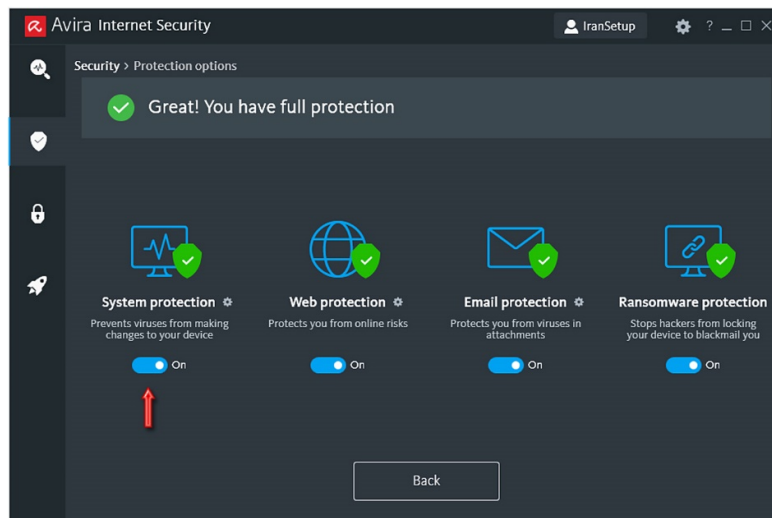 Avira Internet Security
IranSetup
?
Security > Protection options
Great! You have full protection
System protection
Prevents viruses from making
changes to your device
On
Web protection
Protects you from online risks
On
Email protection
Protects you from viruses in
attachments
On
Ransomware protection
Stops hackers from locking
your device to blackmail you
On
Back